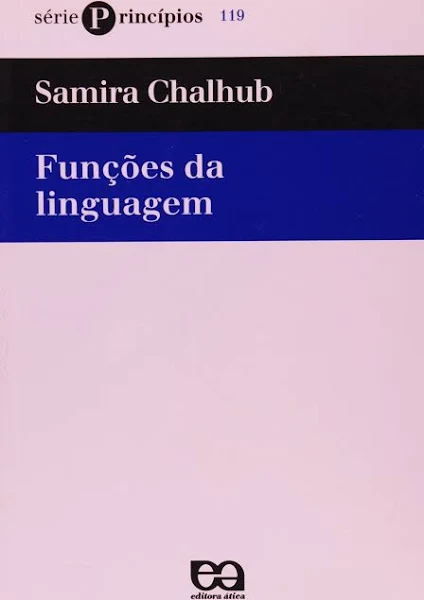 série Princípios 119
Samira Chalhub
Funções da
linguagem
editora ática